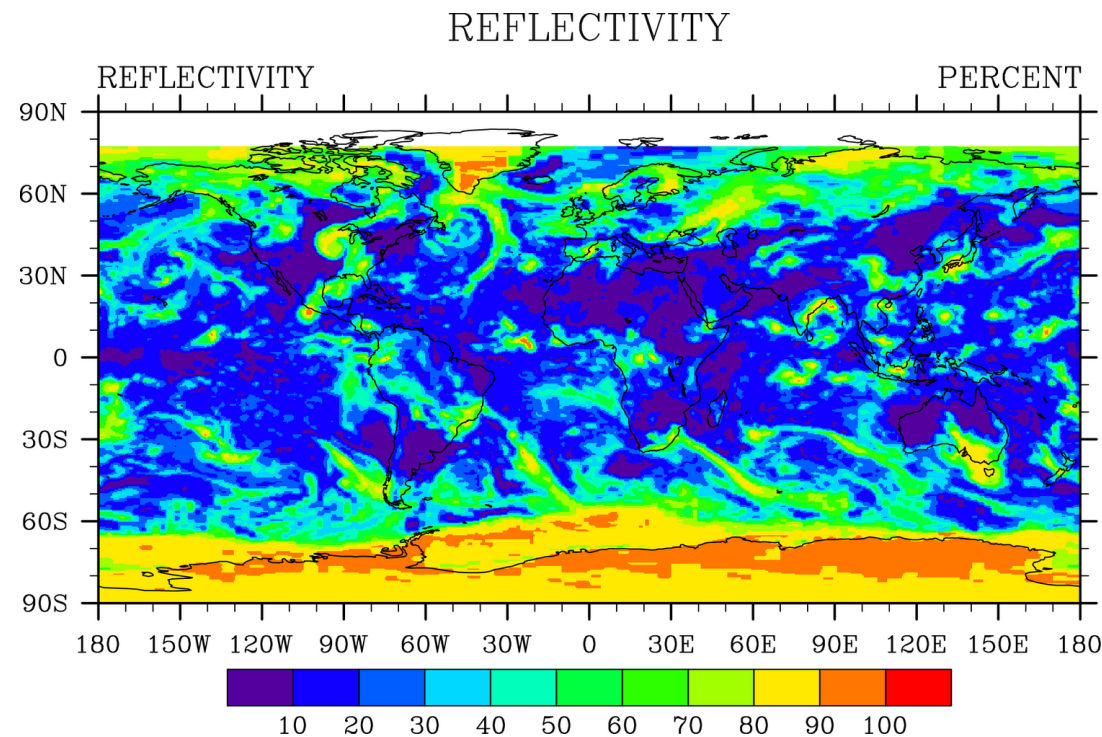 REFLECTIVITY
REFLECTIVITY PERCENT
90N
60N
30N
0
30S
60S
90S
180 150W 120W 90W 60W 30W 0 30E 60E 90E 120E 150E 180
10 20 30 40 50 60 70 80 90 100